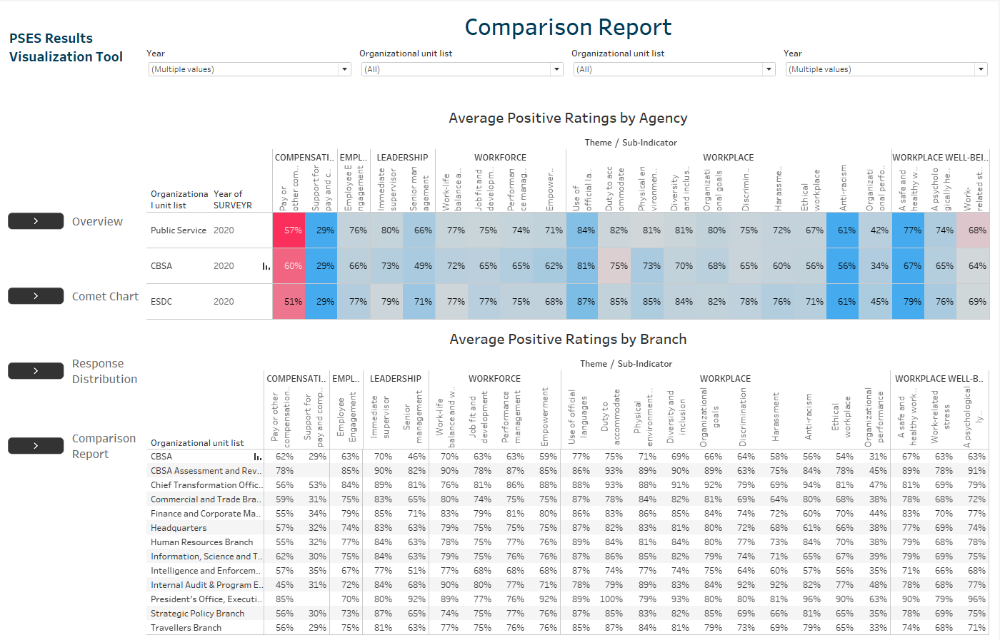 Comparison Report
PSES Results
Visualization Tool
Year
Organizational unit list
Organizational unit list
Year
(Multiple values)
(All)
(All)
(Multiple values)
Average Positive Ratings by Agency
Theme / Sub-Indicator
COMPENSATI.. EMPL.. LEADERSHIP WORKFORCE WORKPLACE WORKPLACE WELL-BEI..
Organizationa
l unit list
Year of
SURVEYR
Pay or
other com..
Support for
pay and c..
Employee E
ngagement
Immediate
supervisor
Senior man
agement
Work-life
balance a..
Job fit and
developm..
Performan
ce manag..
Empower..
Use of
official la..
Duty to acc
ommodate
Physical en
vironmen..
Diversity
and inclus..
Organizati
onal goals
Discrimin..
Harassme..
Ethical
workplace
Anti-racism
Organizati
onal perfo..
A safe and
healthy w..
A psycholo
gically he..
Work-
related st..
Public Service 2020 57% 29% 76% 80% 66% 77% 75% 74% 71% 84% 82% 81% 81% 80% 75% 72% 67% 61% 42% 77% 74% 68%
CBSA 2020 60% 29% 66% 73% 49% 72% 65% 65% 62% 81% 75% 73% 70% 68% 65% 60% 56% 56% 34% 67% 65% 64%
ESDC 2020 51% 29% 77% 79% 71% 77% 77% 75% 68% 87% 85% 85% 84% 82% 78% 76% 71% 61% 45% 79% 76% 69%
Overview
Comet Chart
Response
Distribution
Comparison
Report
Average Positive Ratings by Branch
Theme / Sub-Indicator
COMPENSATI.. EMPL.. LEADERSHIP WORKFORCE WORKPLACE WORKPLACE WELL-B..
Organizational unit list
Pay or other
compensation..
Support for
pay and comp..
Employee
Engagement
Immediate
supervisor
Senior
management
Work-life
balance and w..
Job fit and
development
Performance
management
Empowerment
Use of official
languages
Duty to
accommodate
Physical
environment..
Diversity and
inclusion
Organizational
goals
Discrimination
Harassment
Anti-racism
Ethical
workplace
Organizational
performance
A safe and
healthy work..
Work-related
stress
A psychological
ly..
CBSA 62% 29% 63% 70% 46% 70% 63% 63% 59% 77% 75% 71% 69% 66% 64% 58% 56% 54% 31% 67% 63% 63%
CBSA Assessment and Rev.. 78% 85% 90% 82% 90% 78% 87% 85% 86% 93% 89% 90% 89% 63% 75% 84% 78% 45% 89% 78% 91%
Chief Transformation Offic.. 56% 53% 84% 89% 81% 76% 81% 86% 88% 88% 93% 88% 91% 92% 79% 69% 94% 81% 47% 81% 69% 79%
Commercial and Trade Bra.. 59% 31% 75% 83% 65% 80% 74% 75% 75% 87% 78% 84% 82% 81% 69% 64% 80% 68% 38% 78% 68% 72%
Finance and Corporate Ma.. 55% 34% 79% 85% 71% 83% 79% 81% 80% 86% 83% 86% 85% 84% 74% 72% 60% 70% 44% 83% 70% 77%
Headquarters 57% 32% 74% 83% 63% 79% 75% 75% 75% 87% 82% 83% 81% 80% 72% 68% 61% 66% 38% 77% 69% 74%
Human Resources Branch 55% 32% 77% 84% 63% 78% 75% 77% 76% 89% 84% 81% 84% 80% 77% 73% 84% 70% 38% 79% 68% 78%
Information, Science and T.. 62% 30% 75% 84% 63% 79% 75% 76% 76% 87% 86% 85% 82% 79% 74% 71% 65% 67% 39% 79% 69% 75%
Intelligence and Enforcem.. 57% 35% 67% 77% 51% 77% 68% 68% 68% 87% 74% 77% 74% 75% 64% 60% 57% 56% 35% 71% 66% 68%
Internal Audit & Program E.. 45% 31% 72% 84% 68% 90% 80% 77% 71% 78% 79% 89% 83% 84% 92% 92% 82% 77% 48% 78% 68% 77%
President's Office, Executi.. 85% 70% 80% 92% 89% 77% 76% 92% 89% 100% 79% 93% 80% 80% 81% 96% 90% 63% 90% 79% 96%
Strategic Policy Branch 56% 30% 73% 87% 65% 74% 75% 77% 76% 87% 85% 83% 82% 85% 69% 66% 81% 65% 35% 78% 69% 75%
Travellers Branch 56% 29% 75% 81% 63% 77% 75% 76% 76% 85% 87% 84% 81% 79% 73% 69% 79% 65% 33% 74% 68% 71%